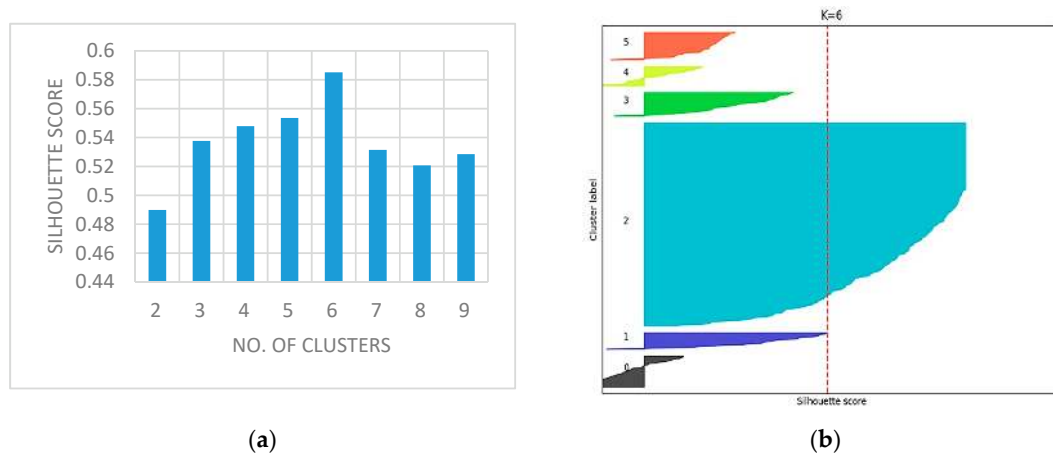 0.6
0.58
0.56
0.54
0.52
0.5
0.48
0.46
0.44
SILHOUETTE SCORE
2 3 4 5 6 7 8 9
NO. OF CLUSTERS
(a)
K=6
5
4
3
2
1
0
Cluster label
Silhouette score
(b)